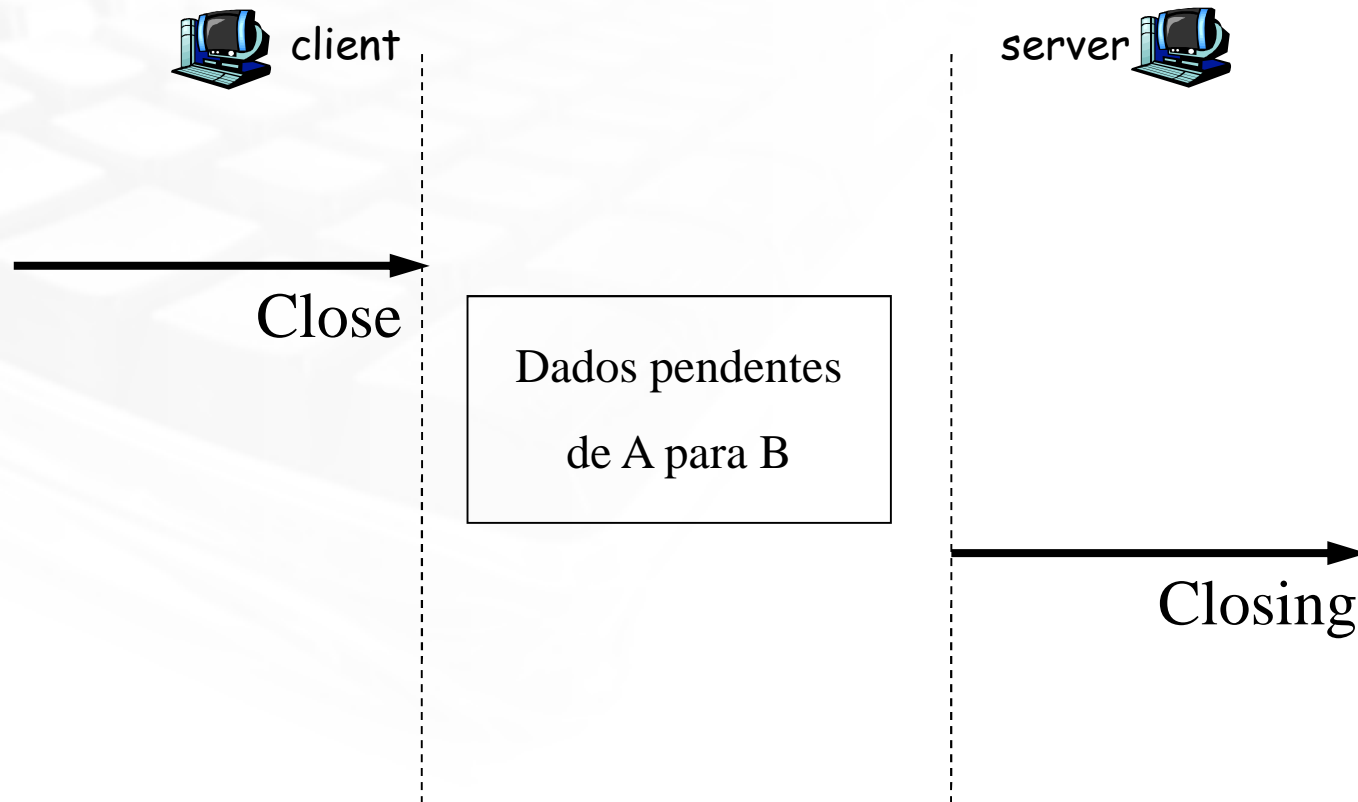 client
server
Close
Dados pendentes
de A para B
Closing